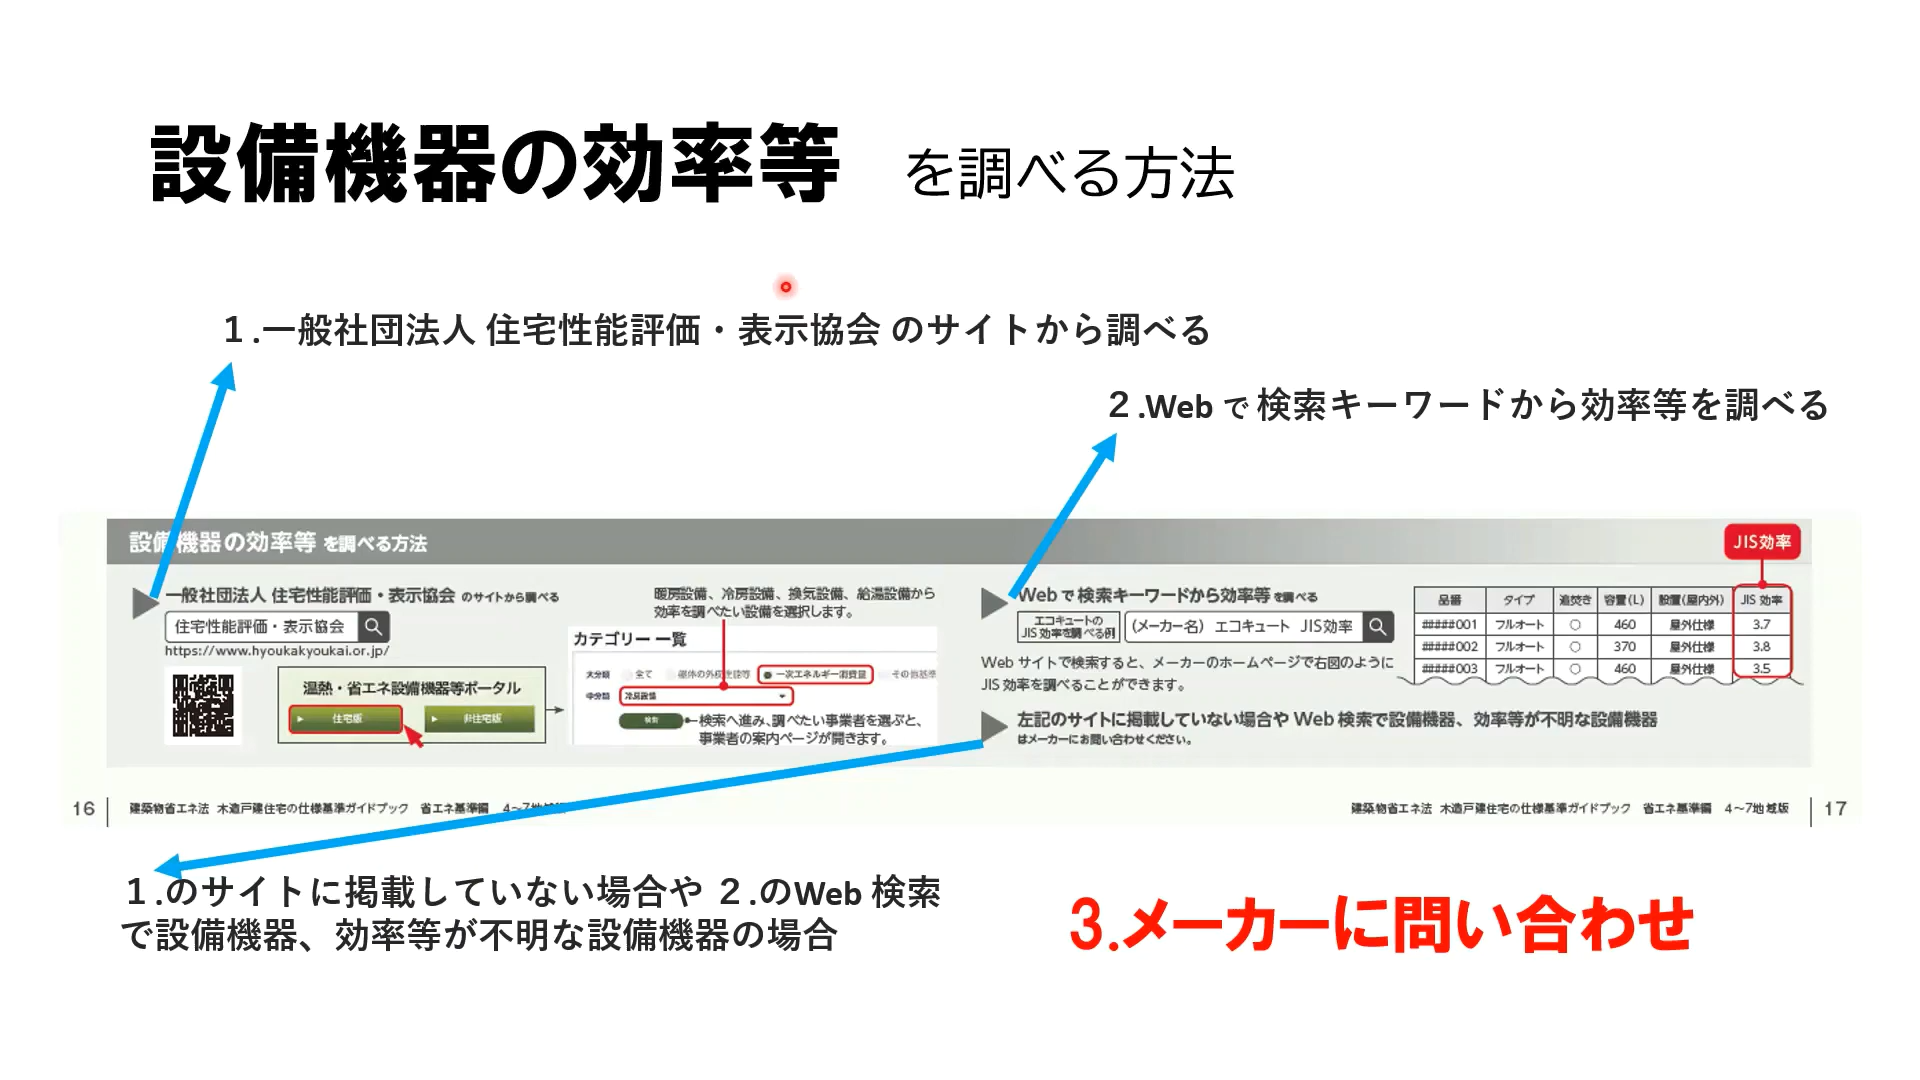 設備機器の効率等 を調べる方法
１.一般社団法人 住宅性能評価・表示協会 のサイトから調べる
２.Web で 検索キーワードから効率等を調べる
設備機器の効率等 を調べる方法
JIS効率
一般社団法人 住宅性能評価・表示協会 のサイトから調べる
住宅性能評価・表示協会
https://www.hyoukakyoukai.or.jp/
温熱・省エネ設備機器等ポータル
住宅版
非住宅版
暖房設備、冷房設備、換気設備、給湯設備から
効率を調べたい設備を選択します。
カテゴリー 一覧
大分類 全て 躯体の外皮性能等 一次エネルギー消費量 その他基準
中分類 冷房設備
検索
検索へ進み、調べたい事業者を選ぶと、
事業者の案内ページが開きます。
Web で検索キーワードから効率等 を調べる
エコキュートの
JIS 効率を調べる例
(メーカー名) エコキュート JIS効率
Web サイトで検索すると、メーカーのホームページで右図のように
JIS 効率を調べることができます。
品番 タイプ 追焚き 容量(L) 設置(屋内外) JIS 効率
#####001 フルオート ○ 460 屋外仕様 3.7
#####002 フルオート ○ 370 屋外仕様 3.8
#####003 フルオート ○ 460 屋外仕様 3.5
左記のサイトに掲載していない場合や Web 検索で設備機器、効率等が不明な設備機器
はメーカーにお問い合わせください。
16 建築物省エネ法 木造戸建住宅の仕様基準ガイドブック 省エネ基準編 4～7地域版
建築物省エネ法 木造戸建住宅の仕様基準ガイドブック 省エネ基準編 4～7地域版 17
１.のサイトに掲載していない場合や ２.のWeb 検索
で設備機器、効率等が不明な設備機器の場合
3.メーカーに問い合わせ